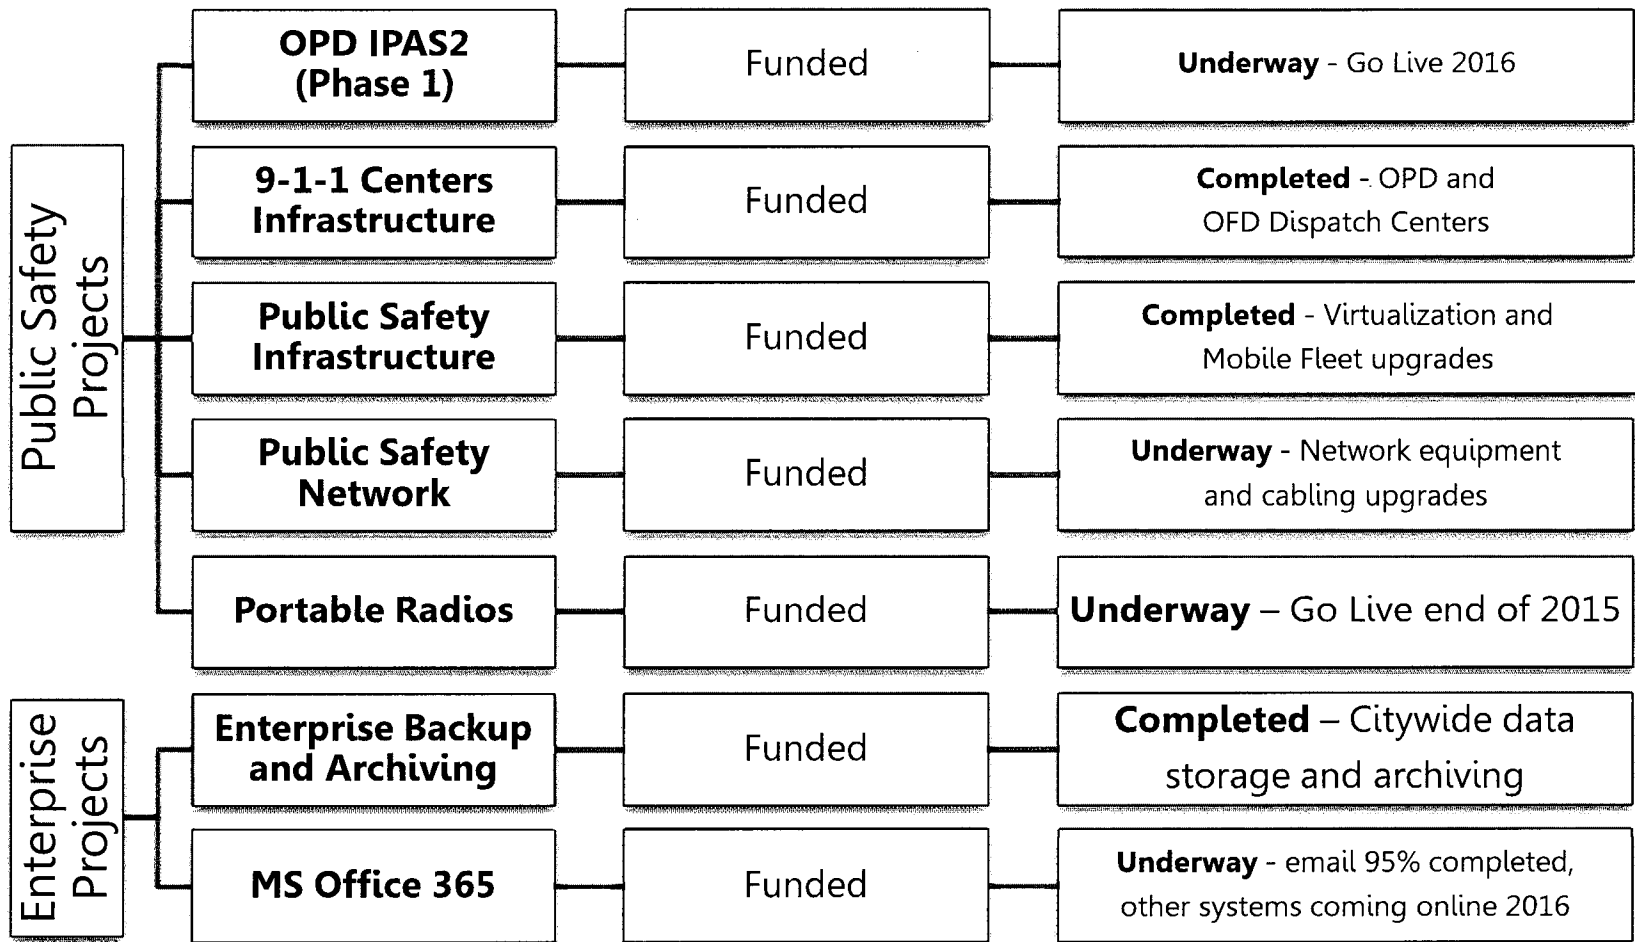 Public Safety
Projects
OPD IPAS2
(Phase 1)
Funded
Underway - Go Live 2016
9-1-1 Centers
Infrastructure
Funded
Completed - OPD and
OFD Dispatch Centers
Public Safety
Infrastructure
Funded
Completed - Virtualization and
Mobile Fleet upgrades
Public Safety
Network
Funded
Underway - Network equipment
and cabling upgrades
Portable Radios
Funded
Underway – Go Live end of 2015
Enterprise
Projects
Enterprise Backup
and Archiving
Funded
Completed – Citywide data
storage and archiving
MS Office 365
Funded
Underway - email 95% completed,
other systems coming online 2016